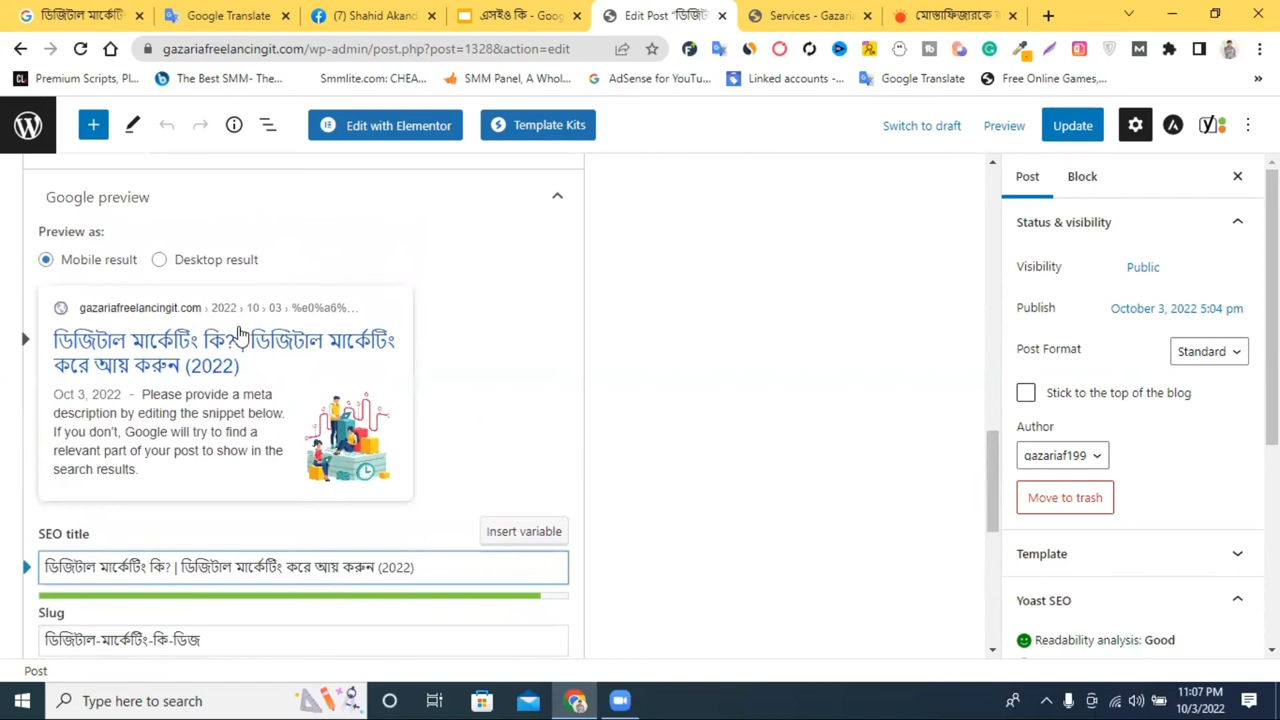 ডিজিটাল মার্কেটি
Google Translate
(7) Shahid Akand
এসইও কি - Goog
Edit Post "ডিজিট
Services - Gazaria
মোস্তাফিজারকে ম
gazariafreelancingit.com/wp-admin/post.php?post=1328&action=edit
Premium Scripts, Pl...
The Best SMM- The...
Smmlite.com: CHEA...
SMM Panel, A Whol...
AdSense for YouTu...
Linked accounts -...
Google Translate
Free Online Games,...
»
Edit with Elementor
Template Kits
Switch to draft
Preview
Update
Google preview
Preview as:
Mobile result
Desktop result
gazariafreelancingit.com › 2022 › 10 › 03 › %e0%a6%...
ডিজিটাল মার্কেটিং কি? | ডিজিটাল মার্কেটিং
করে আয় করুন (2022)
Oct 3, 2022 - Please provide a meta
description by editing the snippet below.
If you don't, Google will try to find a
relevant part of your post to show in the
search results.
SEO title
Insert variable
ডিজিটাল মার্কেটিং কি? | ডিজিটাল মার্কেটিং করে আয় করুন (2022)
Slug
ডিজিটাল-মার্কেটিং-কি-ডিজ
Post
Block
Status & visibility
Visibility
Public
Publish
October 3, 2022 5:04 pm
Post Format
Standard
Stick to the top of the blog
Author
gazariaf199
Move to trash
Template
Yoast SEO
Readability analysis: Good
Post
Type here to search
11:07 PM
10/3/2022